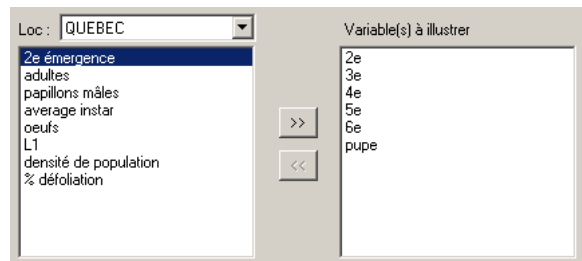 Loc : QUEBEC
Variable(s) à illustrer
2e émergence
adultes
papillons mâles
average instar
oeufs
L1
densité de population
% défoliation
>>
<<
2e
3e
4e
5e
6e
pupe